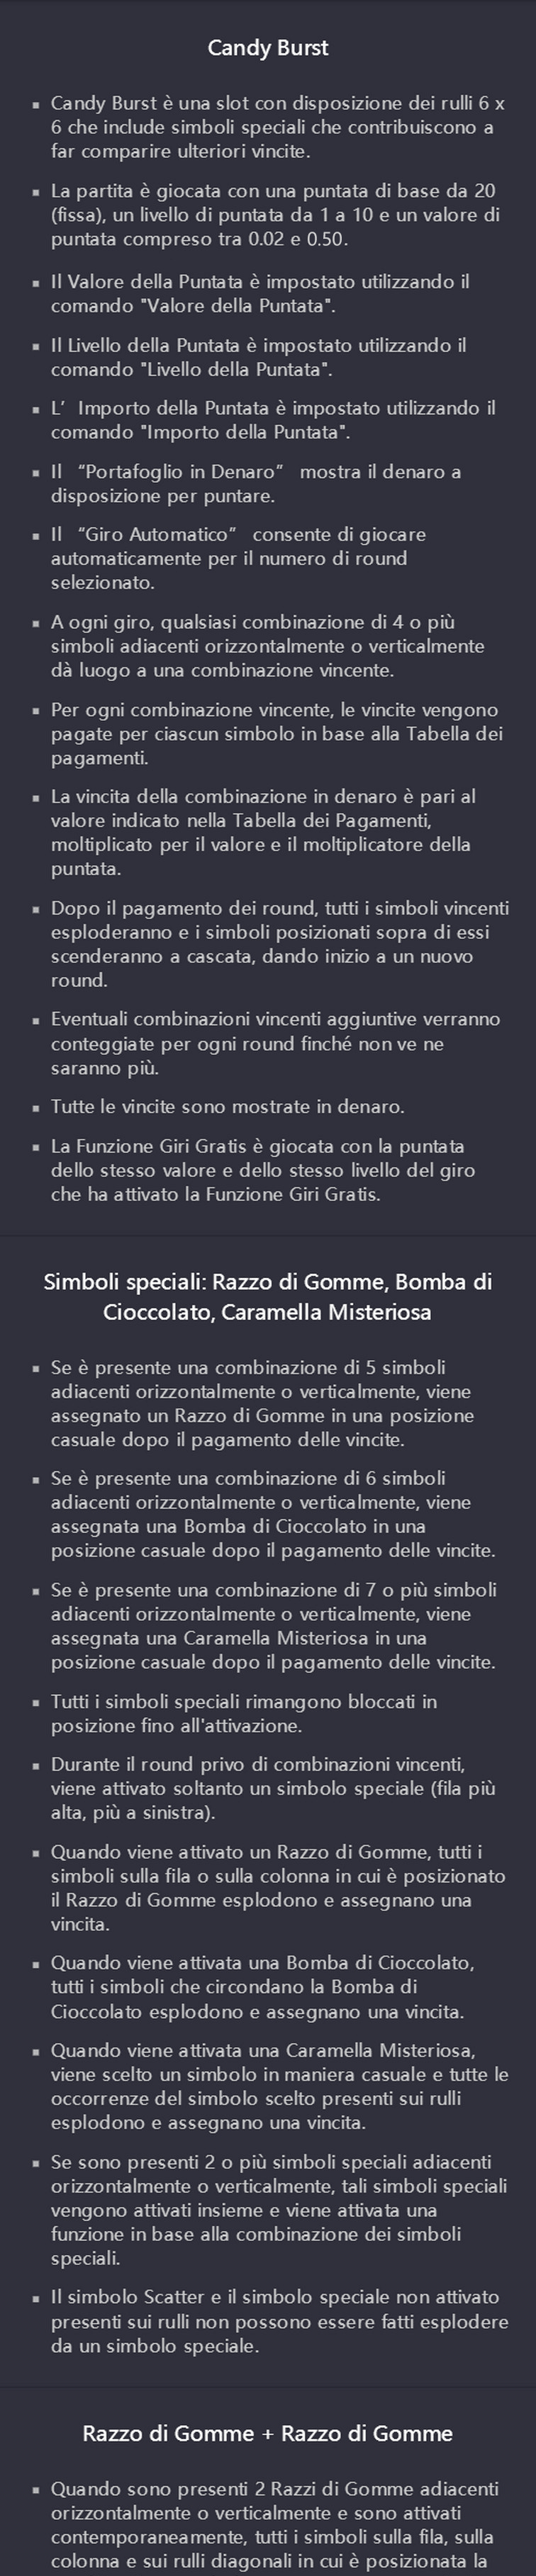 Candy Burst
▪ Candy Burst è una slot con disposizione dei rulli 6 x
6 che include simboli speciali che contribuiscono a
far comparire ulteriori vincite.
▪ La partita è giocata con una puntata di base da 20
(fissa), un livello di puntata da 1 a 10 e un valore di
puntata compreso tra 0.02 e 0.50.
▪ Il Valore della Puntata è impostato utilizzando il
comando "Valore della Puntata".
▪ Il Livello della Puntata è impostato utilizzando il
comando "Livello della Puntata".
▪ L’ Importo della Puntata è impostato utilizzando il
comando "Importo della Puntata".
▪ Il “Portafoglio in Denaro” mostra il denaro a
disposizione per puntare.
▪ Il “Giro Automatico” consente di giocare
automaticamente per il numero di round
selezionato.
▪ A ogni giro, qualsiasi combinazione di 4 o più
simboli adiacenti orizzontalmente o verticalmente
dà luogo a una combinazione vincente.
▪ Per ogni combinazione vincente, le vincite vengono
pagate per ciascun simbolo in base alla Tabella dei
pagamenti.
▪ La vincita della combinazione in denaro è pari al
valore indicato nella Tabella dei Pagamenti,
moltiplicato per il valore e il moltiplicatore della
puntata.
▪ Dopo il pagamento dei round, tutti i simboli vincenti
esploderanno e i simboli posizionati sopra di essi
scenderanno a cascata, dando inizio a un nuovo
round.
▪ Eventuali combinazioni vincenti aggiuntive verranno
conteggiate per ogni round finché non ve ne
saranno più.
▪ Tutte le vincite sono mostrate in denaro.
▪ La Funzione Giri Gratis è giocata con la puntata
dello stesso valore e dello stesso livello del giro
che ha attivato la Funzione Giri Gratis.
Simboli speciali: Razzo di Gomme, Bomba di
Cioccolato, Caramella Misteriosa
▪ Se è presente una combinazione di 5 simboli
adiacenti orizzontalmente o verticalmente, viene
assegnato un Razzo di Gomme in una posizione
casuale dopo il pagamento delle vincite.
▪ Se è presente una combinazione di 6 simboli
adiacenti orizzontalmente o verticalmente, viene
assegnata una Bomba di Cioccolato in una
posizione casuale dopo il pagamento delle vincite.
▪ Se è presente una combinazione di 7 o più simboli
adiacenti orizzontalmente o verticalmente, viene
assegnata una Caramella Misteriosa in una
posizione casuale dopo il pagamento delle vincite.
▪ Tutti i simboli speciali rimangono bloccati in
posizione fino all'attivazione.
▪ Durante il round privo di combinazioni vincenti,
viene attivato soltanto un simbolo speciale (fila più
alta, più a sinistra).
▪ Quando viene attivato un Razzo di Gomme, tutti i
simboli sulla fila o sulla colonna in cui è posizionato
il Razzo di Gomme esplodono e assegnano una
vincita.
▪ Quando viene attivata una Bomba di Cioccolato,
tutti i simboli che circondano la Bomba di
Cioccolato esplodono e assegnano una vincita.
▪ Quando viene attivata una Caramella Misteriosa,
viene scelto un simbolo in maniera casuale e tutte le
occorrenze del simbolo scelto presenti sui rulli
esplodono e assegnano una vincita.
▪ Se sono presenti 2 o più simboli speciali adiacenti
orizzontalmente o verticalmente, tali simboli speciali
vengono attivati insieme e viene attivata una
funzione in base alla combinazione dei simboli
speciali.
▪ Il simbolo Scatter e il simbolo speciale non attivato
presenti sui rulli non possono essere fatti esplodere
da un simbolo speciale.
Razzo di Gomme + Razzo di Gomme
▪ Quando sono presenti 2 Razzi di Gomme adiacenti
orizzontalmente o verticalmente e sono attivati
contemporaneamente, tutti i simboli sulla fila, sulla
colonna e sui rulli diagonali in cui è posizionata la